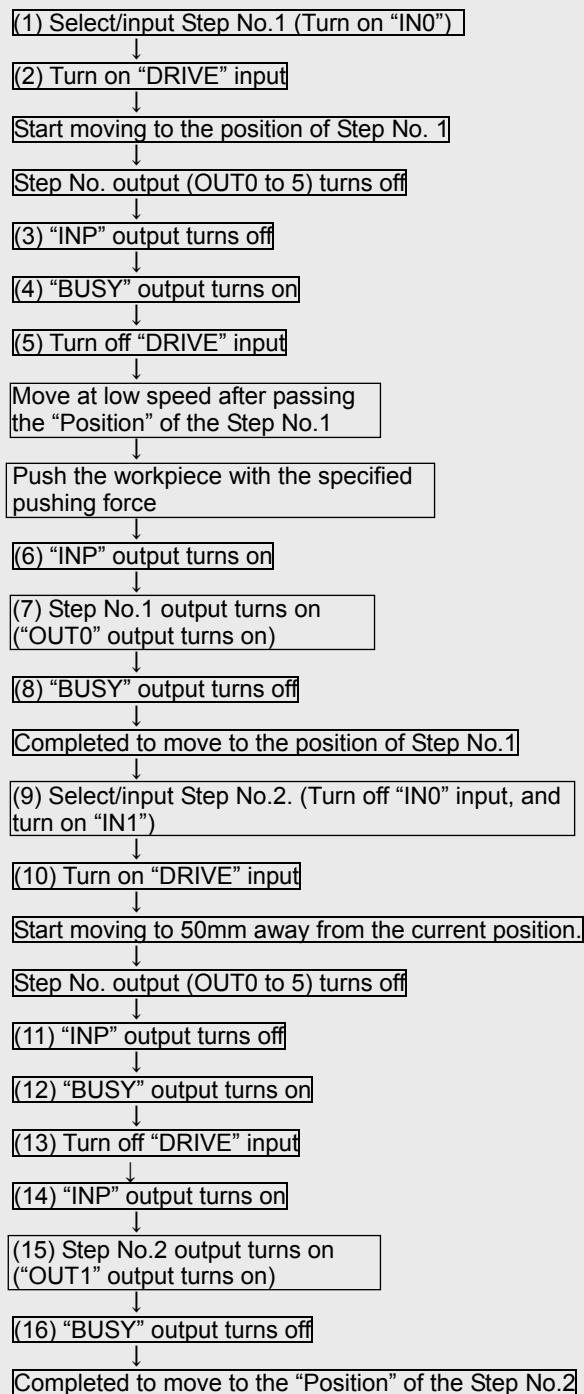 (1) Select/input Step No.1 (Turn on “IN0”)
↓
(2) Turn on “DRIVE” input
↓
Start moving to the position of Step No. 1
↓
Step No. output (OUT0 to 5) turns off
↓
(3) “INP” output turns off
↓
(4) “BUSY” output turns on
↓
(5) Turn off “DRIVE” input
↓
Move at low speed after passing
the “Position” of the Step No.1
↓
Push the workpiece with the specified
pushing force
↓
(6) “INP” output turns on
↓
(7) Step No.1 output turns on
(“OUT0” output turns on)
↓
(8) “BUSY” output turns off
↓
Completed to move to the position of Step No.1
↓
(9) Select/input Step No.2. (Turn off “IN0” input, and
turn on “IN1”)
↓
(10) Turn on “DRIVE” input
↓
Start moving to 50mm away from the current position.
↓
Step No. output (OUT0 to 5) turns off
↓
(11) “INP” output turns off
↓
(12) “BUSY” output turns on
↓
(13) Turn off “DRIVE” input
↓
(14) “INP” output turns on
↓
(15) Step No.2 output turns on
(“OUT1” output turns on)
↓
(16) “BUSY” output turns off
↓
Completed to move to the “Position” of the Step No.2